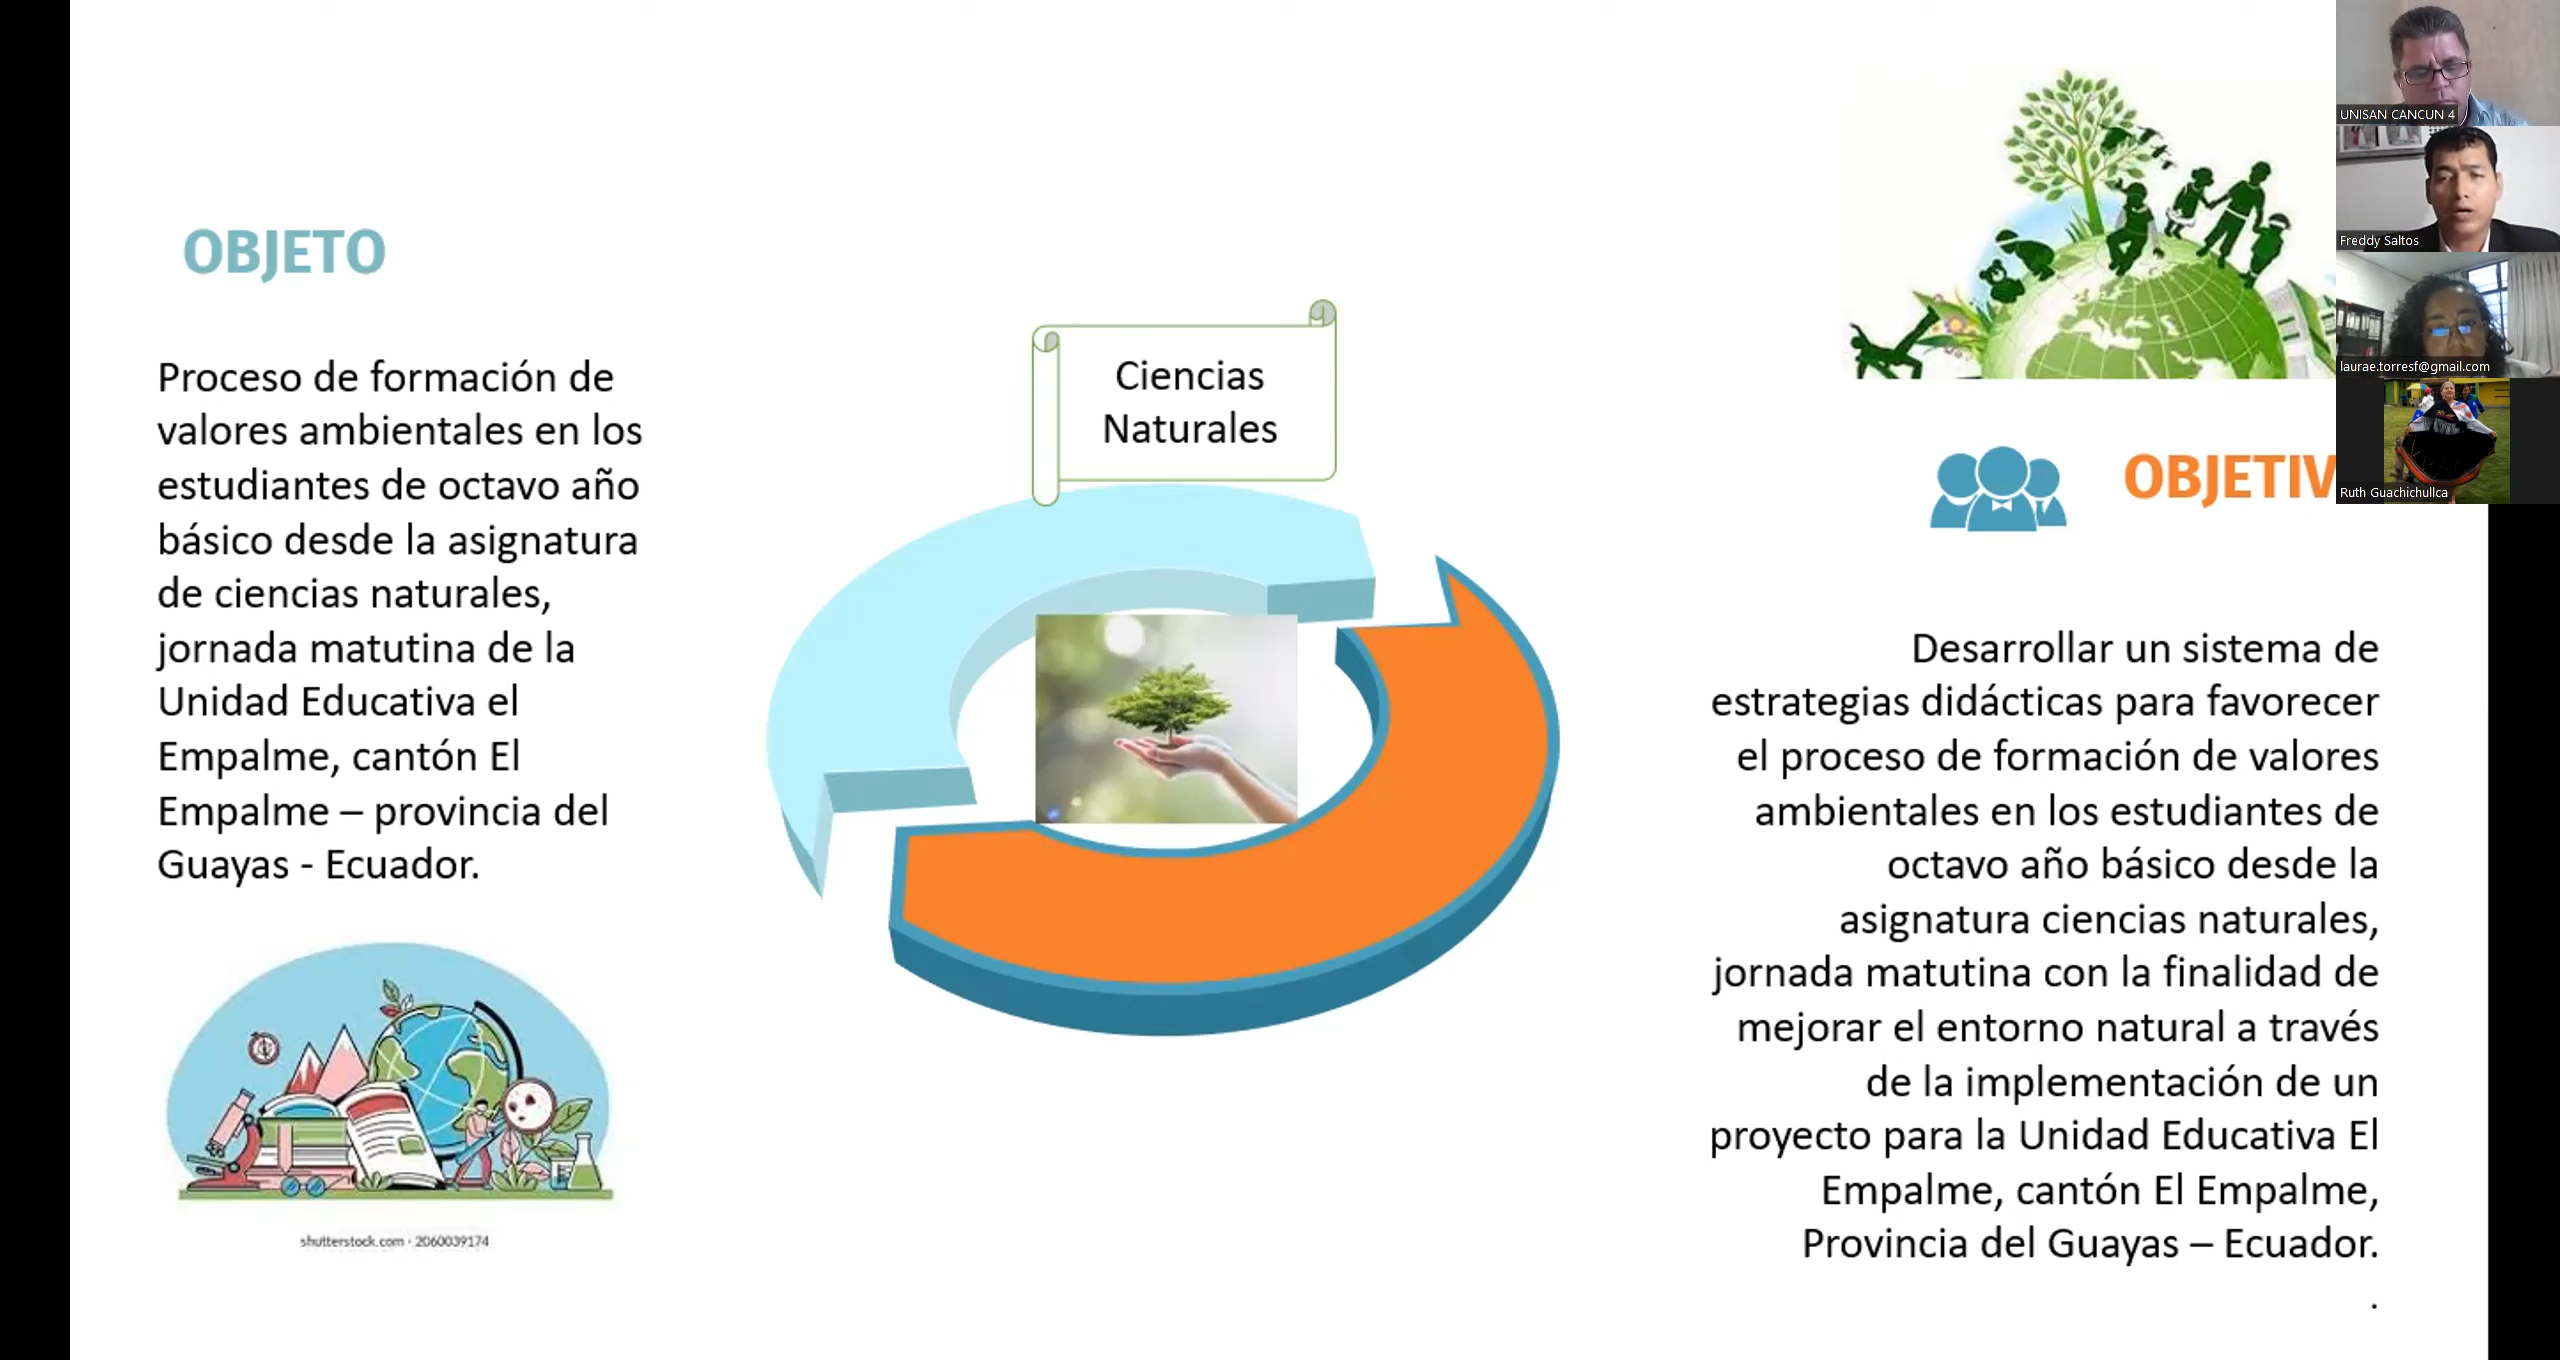 OBJETO
Proceso de formación de
valores ambientales en los
estudiantes de octavo año
básico desde la asignatura
de ciencias naturales,
jornada matutina de la
Unidad Educativa el
Empalme, cantón El
Empalme – provincia del
Guayas - Ecuador.
shutterstock.com · 2060039174
Ciencias
Naturales
OBJETIV
Desarrollar un sistema de
estrategias didácticas para favorecer
el proceso de formación de valores
ambientales en los estudiantes de
octavo año básico desde la
asignatura ciencias naturales,
jornada matutina con la finalidad de
mejorar el entorno natural a través
de la implementación de un
proyecto para la Unidad Educativa El
Empalme, cantón El Empalme,
Provincia del Guayas – Ecuador.
.
UNISAN CANCUN 4
Freddy Saltos
laurae.torresf@gmail.com
Ruth Guachichullca